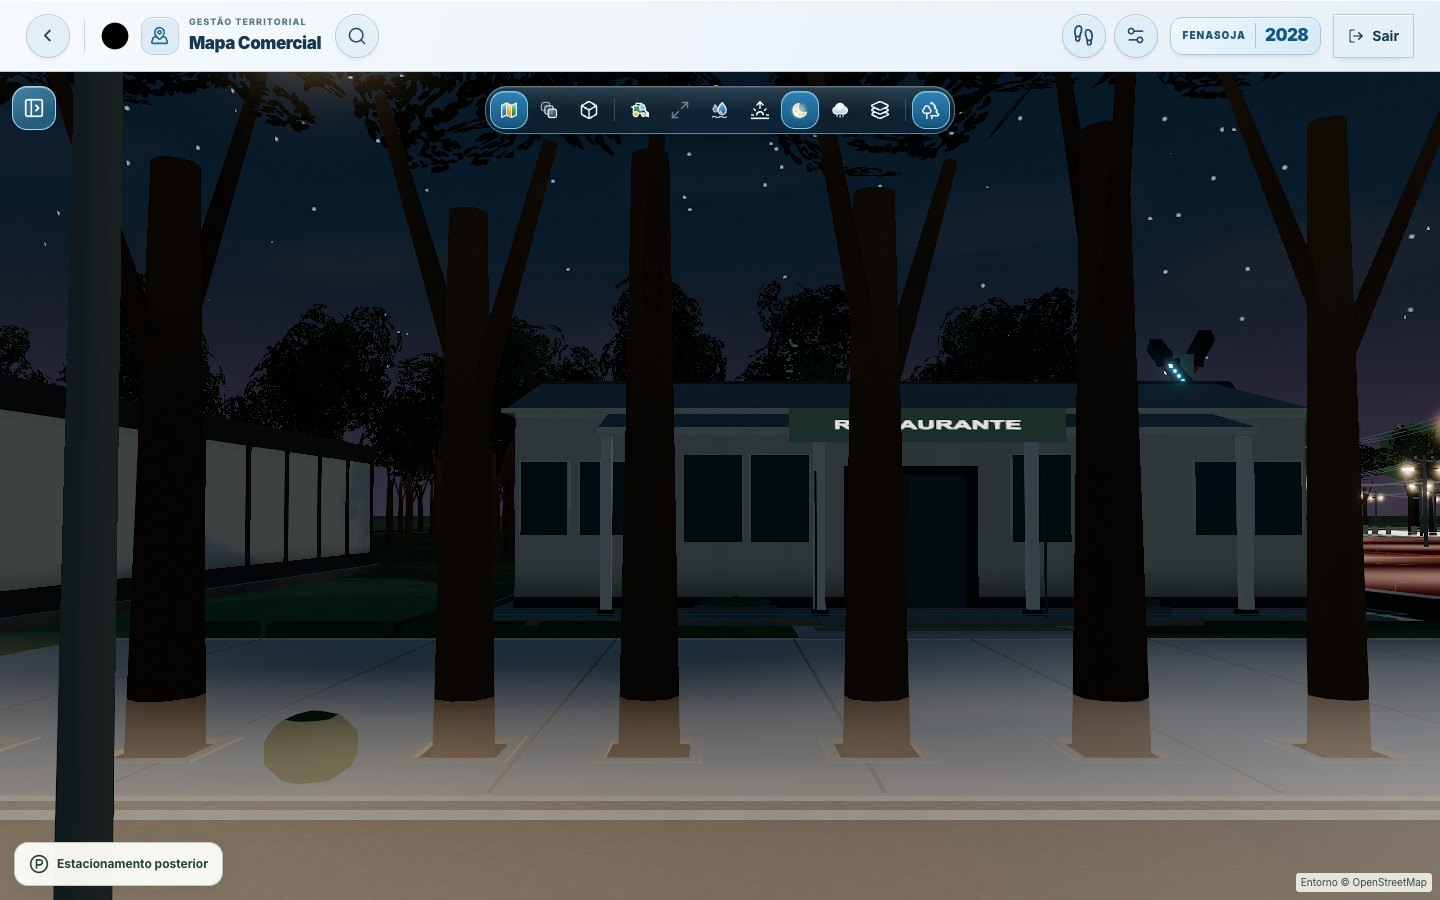 GESTÃO TERRITORIAL
Mapa Comercial
FENASOJA 2028
Sair
R AURANTE
Estacionamento posterior
Entorno © OpenStreetMap